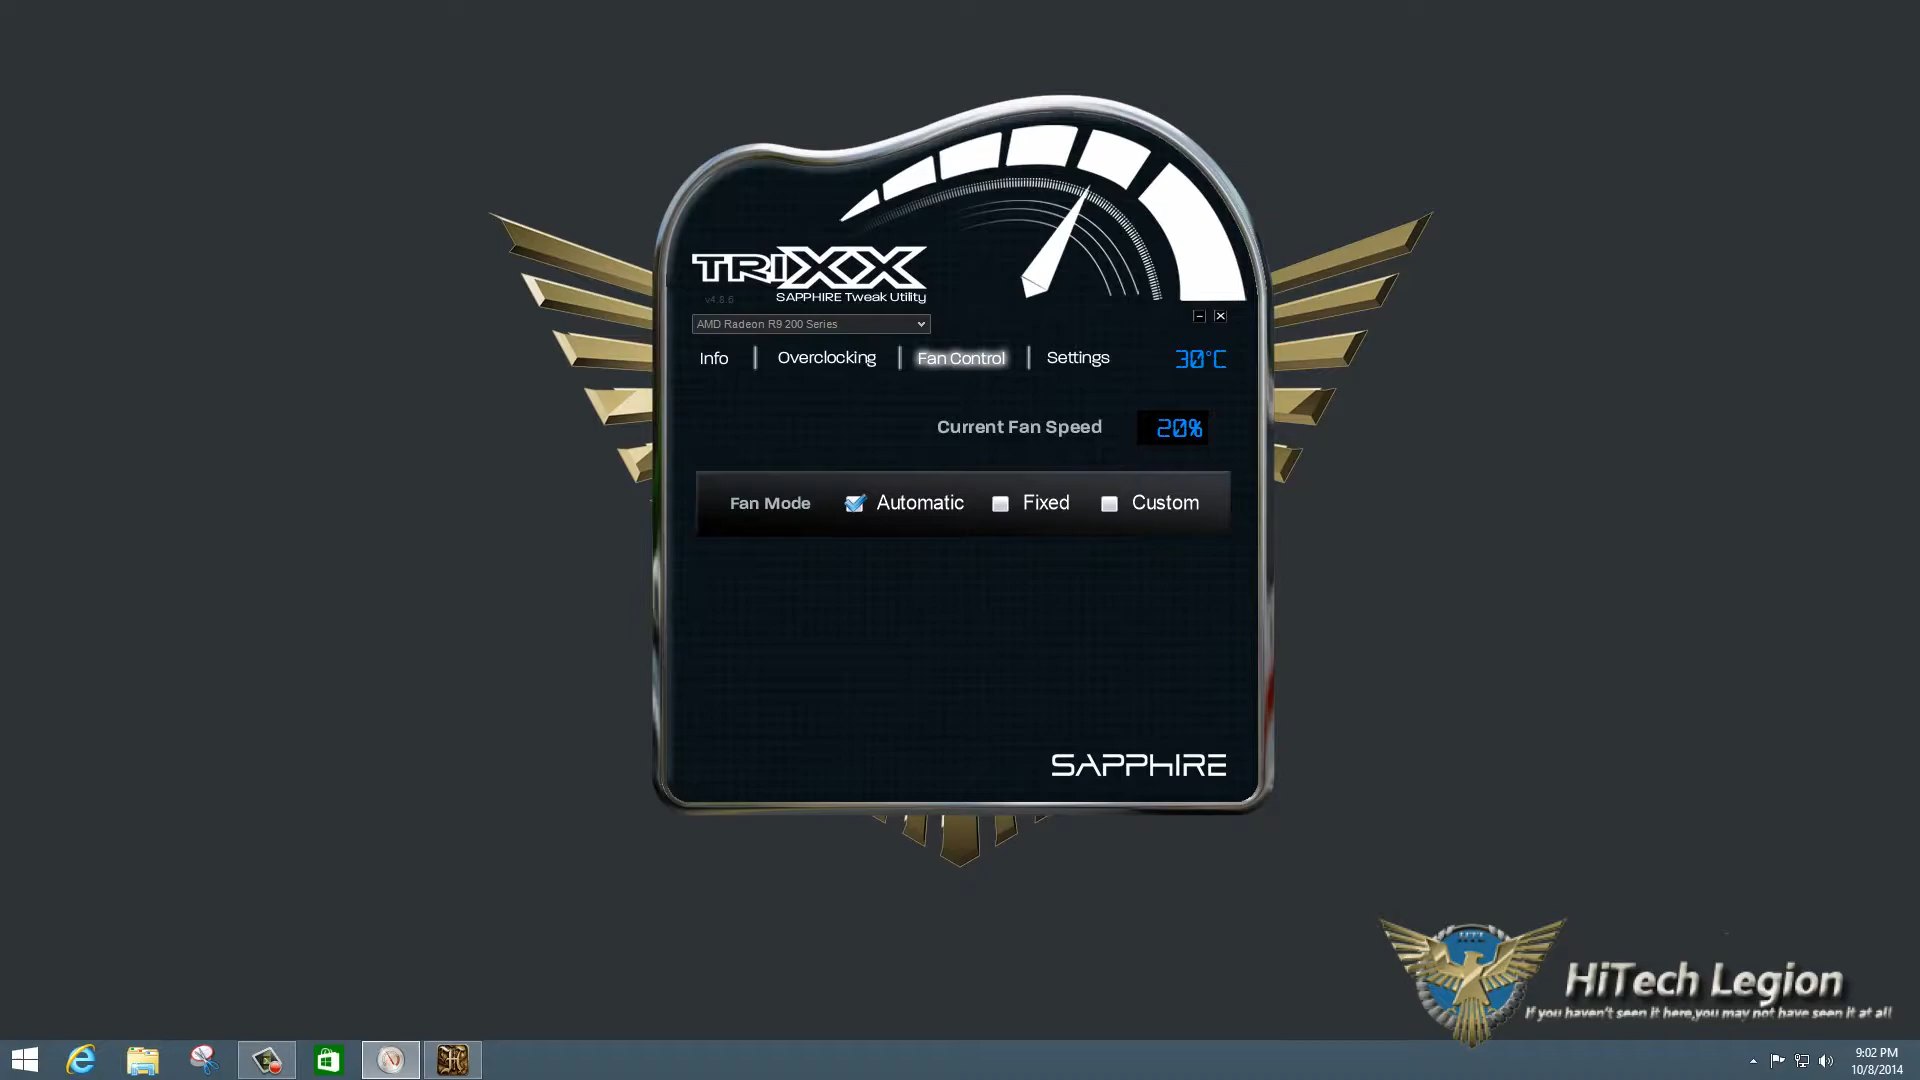 TRIXX
v4.8.6
SAPPHIRE Tweak Utility
AMD Radeon R9 200 Series
Info
Overclocking
Fan Control
Settings
30°C
Current Fan Speed
20%
Fan Mode
Automatic
Fixed
Custom
SAPPHIRE
HiTech Legion
If you haven't seen it here,you may not have seen it at all
9:02 PM
10/8/2014